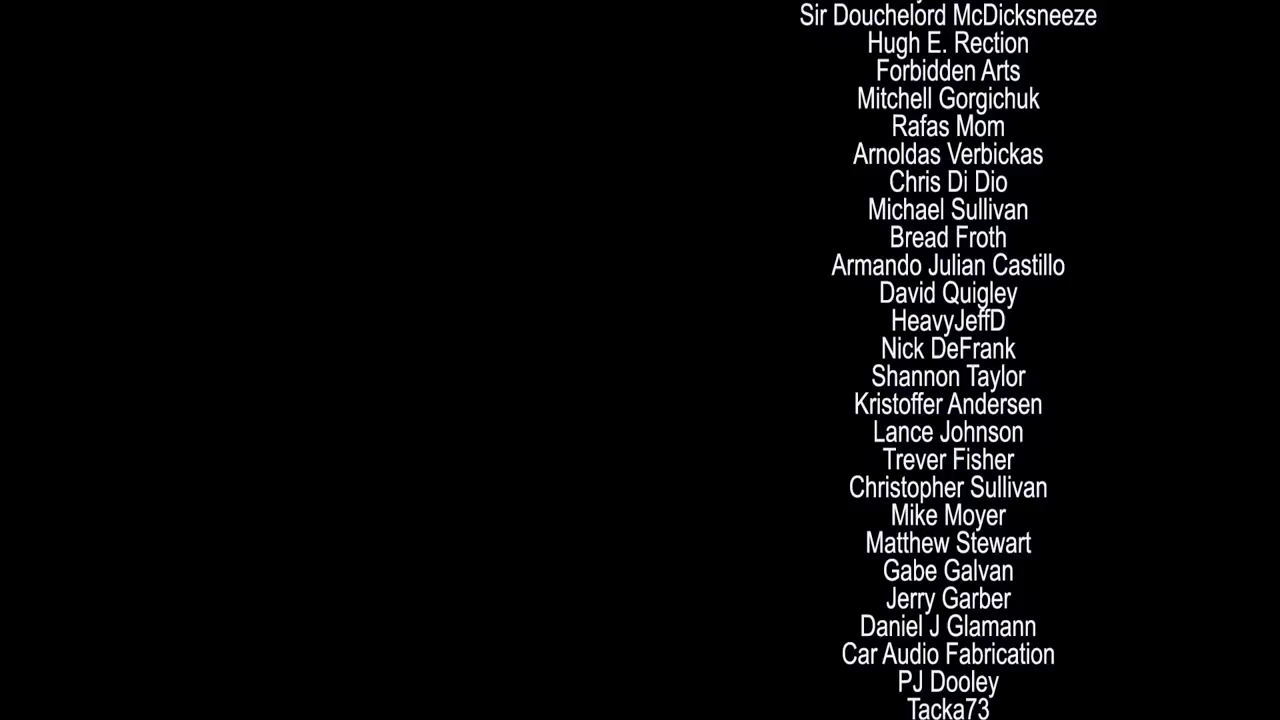 Sir Douchelord McDicksneeze
Hugh E. Rection
Forbidden Arts
Mitchell Gorgichuk
Rafas Mom
Arnoldas Verbickas
Chris Di Dio
Michael Sullivan
Bread Froth
Armando Julian Castillo
David Quigley
HeavyJeffD
Nick DeFrank
Shannon Taylor
Kristoffer Andersen
Lance Johnson
Trever Fisher
Christopher Sullivan
Mike Moyer
Matthew Stewart
Gabe Galvan
Jerry Garber
Daniel J Glamann
Car Audio Fabrication
PJ Dooley
Tacka73